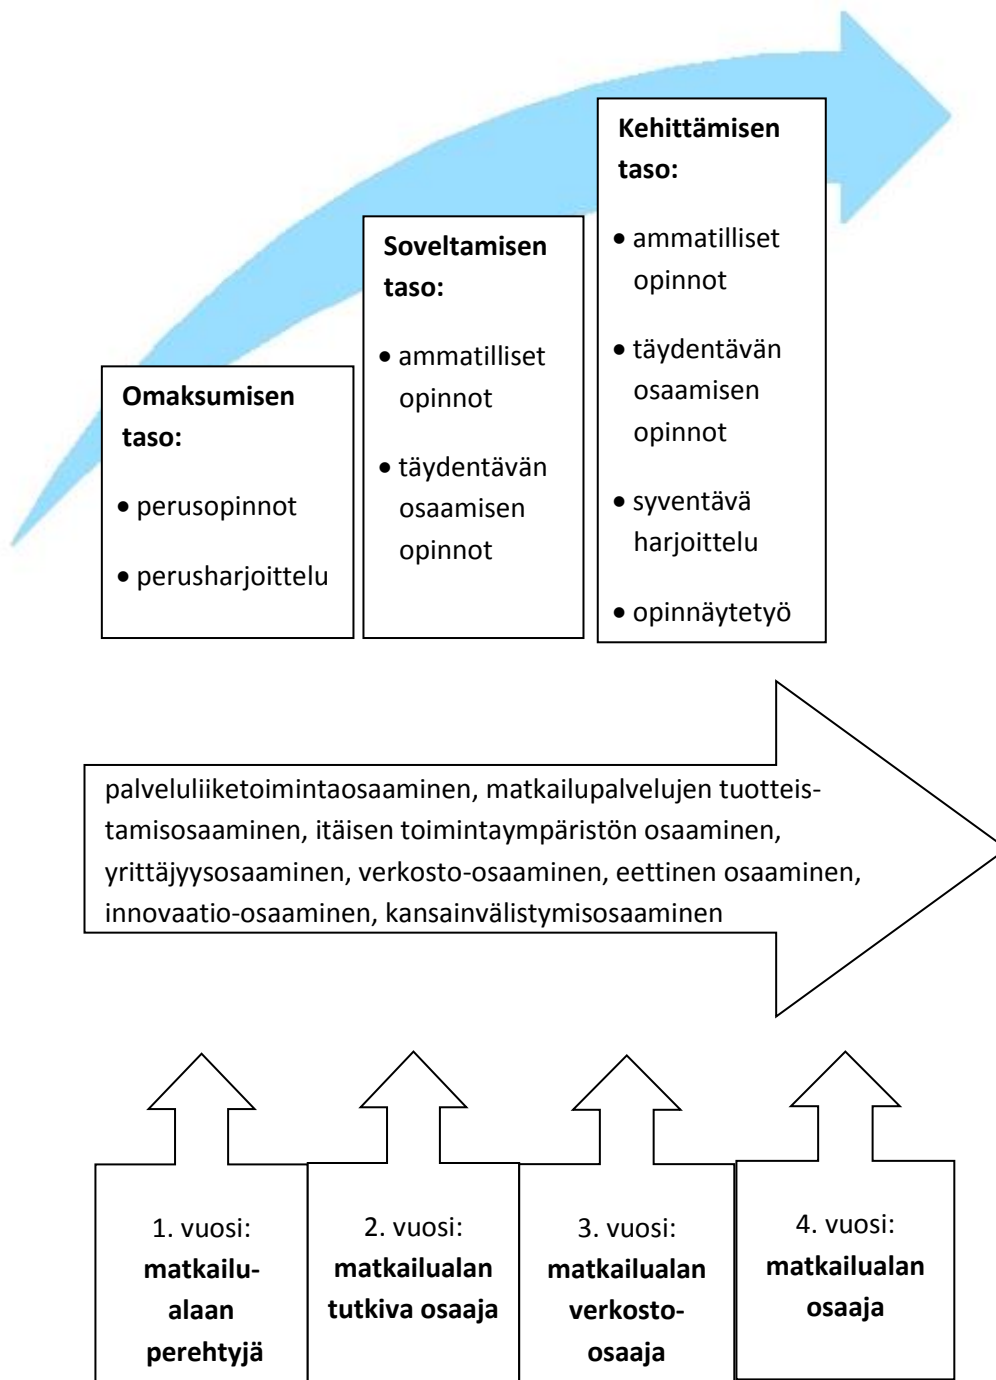 Omaksumisen
taso:
• perusopinnot
• perusharjoittelu
Soveltamisen
taso:
• ammatilliset
opinnot
• täydentävän
osaamisen
opinnot
Kehittämisen
taso:
• ammatilliset
opinnot
• täydentävän
osaamisen
opinnot
• syventävä
harjoittelu
• opinnäytetyö
palveluliiketoimintaosaaminen, matkailupalvelujen tuotteis-
tamisosaaminen, itäisen toimintaympäristön osaaminen,
yrittäjyysosaaminen, verkosto-osaaminen, eettinen osaaminen,
innovaatio-osaaminen, kansainvälistymisosaaminen
1. vuosi:
matkailu-
alaan
perehtyjä
2. vuosi:
matkailualan
tutkiva osaaja
3. vuosi:
matkailualan
verkosto-
osaaja
4. vuosi:
matkailualan
osaaja